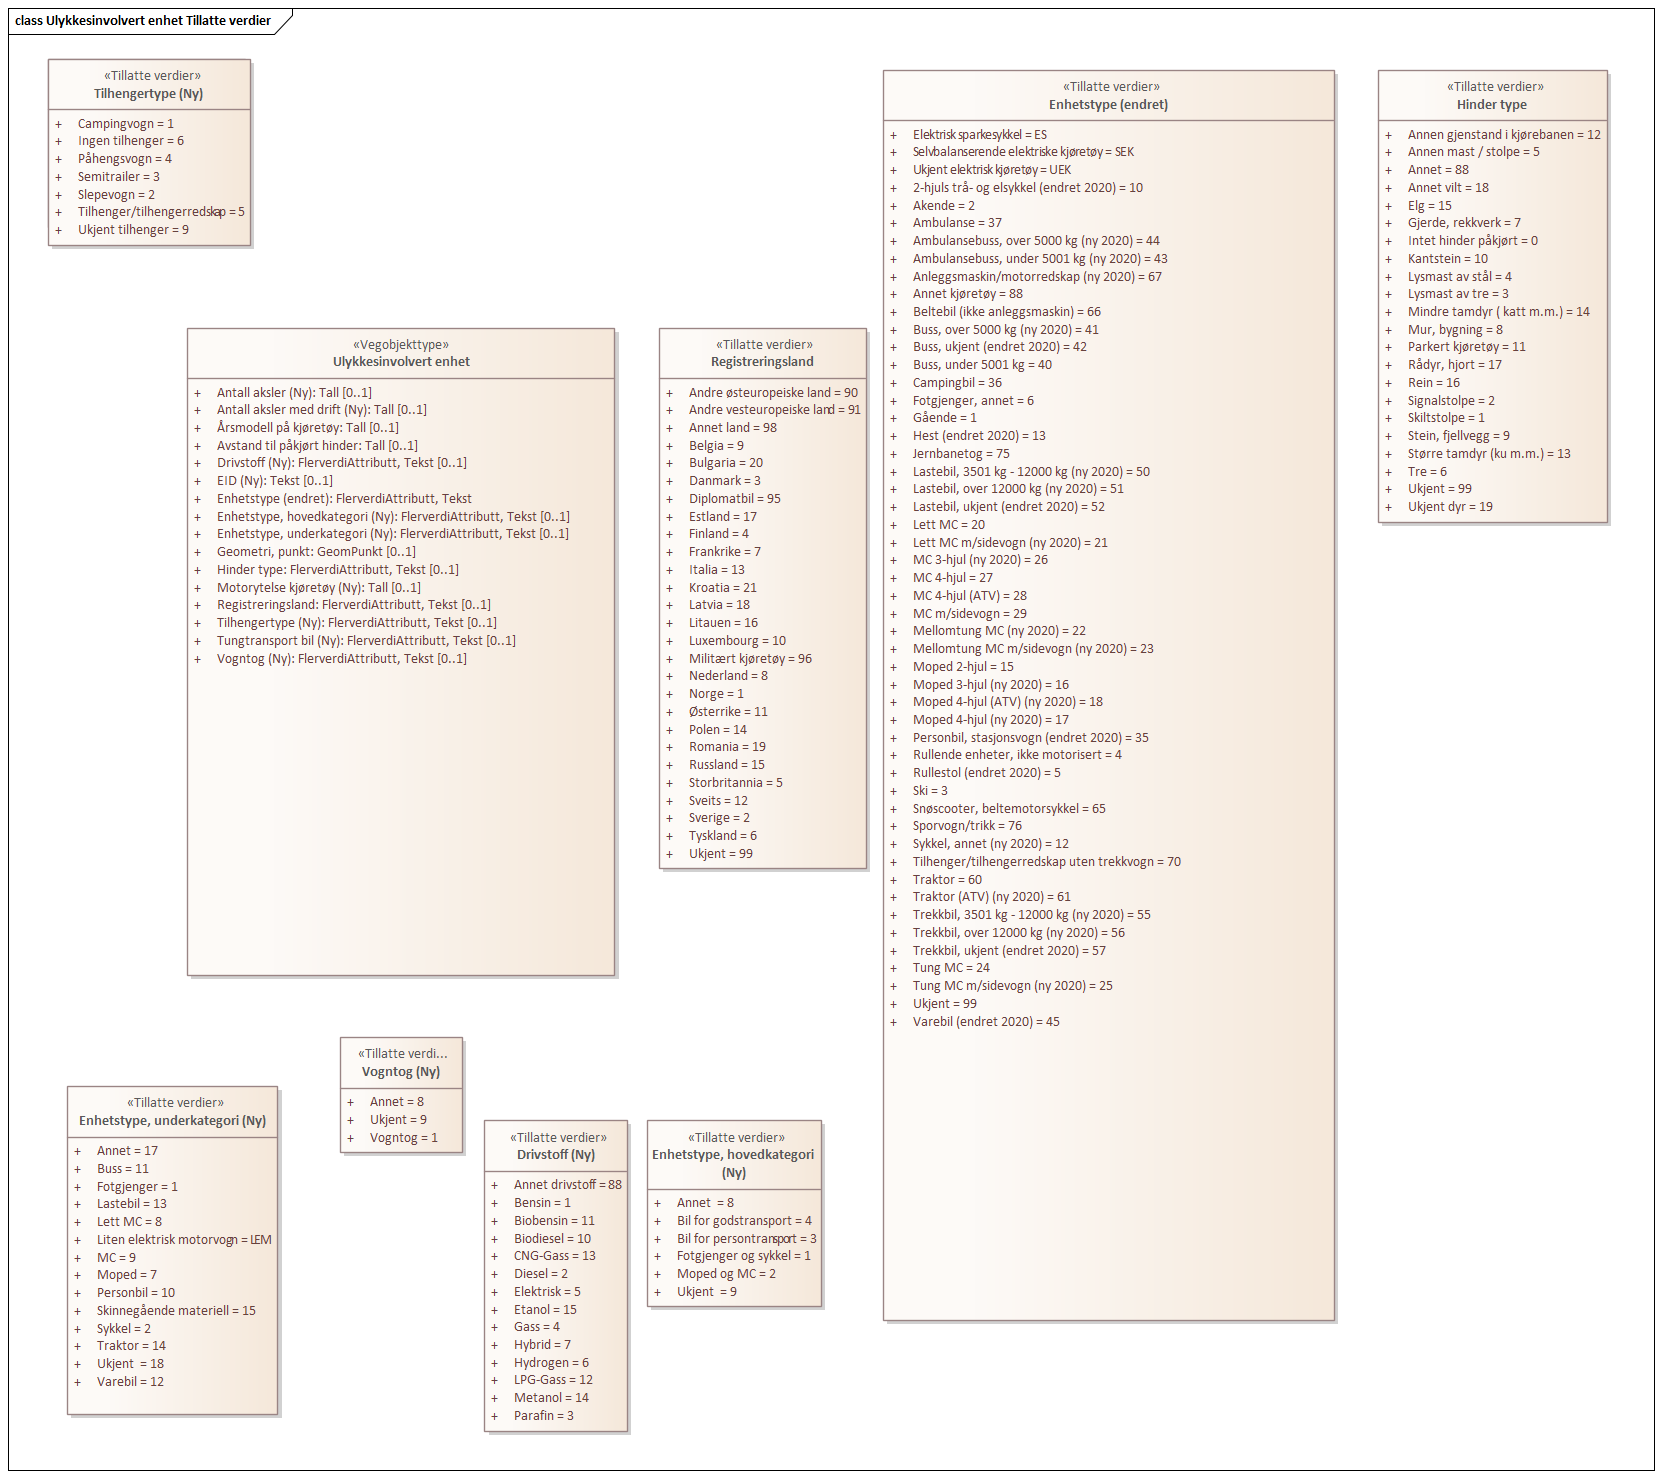 class Ulykkesinvolvert enhet Tillatte verdier
«Tillatte verdier»
Tilhengertype (Ny)
+ Campingvogn = 1
+ Ingen tilhenger = 6
+ Påhengsvogn = 4
+ Semitrailer = 3
+ Slepevogn = 2
+ Tilhenger/tilhengerredskap = 5
+ Ukjent tilhenger = 9
«Vegobjekttype»
Ulykkesinvolvert enhet
+ Antall aksler (Ny): Tall [0..1]
+ Antall aksler med drift (Ny): Tall [0..1]
+ Årsmodell på kjøretøy: Tall [0..1]
+ Avstand til påkjørt hinder: Tall [0..1]
+ Drivstoff (Ny): FlerverdiAttributt, Tekst [0..1]
+ EID (Ny): Tekst [0..1]
+ Enhetstype (endret): FlerverdiAttributt, Tekst
+ Enhetstype, hovedkategori (Ny): FlerverdiAttributt, Tekst [0..1]
+ Enhetstype, underkategori (Ny): FlerverdiAttributt, Tekst [0..1]
+ Geometri, punkt: GeomPunkt [0..1]
+ Hinder type: FlerverdiAttributt, Tekst [0..1]
+ Motorytelse kjøretøy (Ny): Tall [0..1]
+ Registreringsland: FlerverdiAttributt, Tekst [0..1]
+ Tilhengertype (Ny): FlerverdiAttributt, Tekst [0..1]
+ Tungtransport bil (Ny): FlerverdiAttributt, Tekst [0..1]
+ Vogntog (Ny): FlerverdiAttributt, Tekst [0..1]
«Tillatte verdier»
Registreringsland
+ Andre østeuropeiske land = 90
+ Andre vesteuropeiske land = 91
+ Annet land = 98
+ Belgia = 9
+ Bulgaria = 20
+ Danmark = 3
+ Diplomatbil = 95
+ Estland = 17
+ Finland = 4
+ Frankrike = 7
+ Italia = 13
+ Kroatia = 21
+ Latvia = 18
+ Litauen = 16
+ Luxembourg = 10
+ Militært kjøretøy = 96
+ Nederland = 8
+ Norge = 1
+ Østerrike = 11
+ Polen = 14
+ Romania = 19
+ Russland = 15
+ Storbritannia = 5
+ Sveits = 12
+ Sverige = 2
+ Tyskland = 6
+ Ukjent = 99
«Tillatte verdier»
Enhetstype (endret)
+ Elektrisk sparkesykkel = ES
+ Selvbalanserende elektriske kjøretøy = SEK
+ Ukjent elektrisk kjøretøy = UEK
+ 2-hjuls trå- og elsykkel (endret 2020) = 10
+ Akende = 2
+ Ambulanse = 37
+ Ambulansebuss, over 5000 kg (ny 2020) = 44
+ Ambulansebuss, under 5001 kg (ny 2020) = 43
+ Anleggsmaskin/motorredskap (ny 2020) = 67
+ Annet kjøretøy = 88
+ Beltebil (ikke anleggsmaskin) = 66
+ Buss, over 5000 kg (ny 2020) = 41
+ Buss, ukjent (endret 2020) = 42
+ Buss, under 5001 kg = 40
+ Campingbil = 36
+ Fotgjenger, annet = 6
+ Gående = 1
+ Hest (endret 2020) = 13
+ Jernbanetog = 75
+ Lastebil, 3501 kg - 12000 kg (ny 2020) = 50
+ Lastebil, over 12000 kg (ny 2020) = 51
+ Lastebil, ukjent (endret 2020) = 52
+ Lett MC = 20
+ Lett MC m/sidevogn (ny 2020) = 21
+ MC 3-hjul (ny 2020) = 26
+ MC 4-hjul = 27
+ MC 4-hjul (ATV) = 28
+ MC m/sidevogn = 29
+ Mellomtung MC (ny 2020) = 22
+ Mellomtung MC m/sidevogn (ny 2020) = 23
+ Moped 2-hjul = 15
+ Moped 3-hjul (ny 2020) = 16
+ Moped 4-hjul (ATV) (ny 2020) = 18
+ Moped 4-hjul (ny 2020) = 17
+ Personbil, stasjonsvogn (endret 2020) = 35
+ Rullende enheter, ikke motorisert = 4
+ Rullestol (endret 2020) = 5
+ Ski = 3
+ Snøscooter, beltemotorsykkel = 65
+ Sporvogn/trikk = 76
+ Sykkel, annet (ny 2020) = 12
+ Tilhenger/tilhengerredskap uten trekkvogn = 70
+ Traktor = 60
+ Traktor (ATV) (ny 2020) = 61
+ Trekkbil, 3501 kg - 12000 kg (ny 2020) = 55
+ Trekkbil, over 12000 kg (ny 2020) = 56
+ Trekkbil, ukjent (endret 2020) = 57
+ Tung MC = 24
+ Tung MC m/sidevogn (ny 2020) = 25
+ Ukjent = 99
+ Varebil (endret 2020) = 45
«Tillatte verdier»
Hinder type
+ Annen gjenstand i kjørebanen = 12
+ Annen mast / stolpe = 5
+ Annet = 88
+ Annet vilt = 18
+ Elg = 15
+ Gjerde, rekkverk = 7
+ Intet hinder påkjørt = 0
+ Kantstein = 10
+ Lysmast av stål = 4
+ Lysmast av tre = 3
+ Mindre tamdyr ( katt m.m.) = 14
+ Mur, bygning = 8
+ Parkert kjøretøy = 11
+ Rådyr, hjort = 17
+ Rein = 16
+ Signalstolpe = 2
+ Skiltstolpe = 1
+ Stein, fjellvegg = 9
+ Større tamdyr (ku m.m.) = 13
+ Tre = 6
+ Ukjent = 99
+ Ukjent dyr = 19
«Tillatte verdier»
Enhetstype, underkategori (Ny)
+ Annet = 17
+ Buss = 11
+ Fotgjenger = 1
+ Lastebil = 13
+ Lett MC = 8
+ Liten elektrisk motorvogn = LEM
+ MC = 9
+ Moped = 7
+ Personbil = 10
+ Skinnegående materiell = 15
+ Sykkel = 2
+ Traktor = 14
+ Ukjent = 18
+ Varebil = 12
«Tillatte verdi...
Vogntog (Ny)
+ Annet = 8
+ Ukjent = 9
+ Vogntog = 1
«Tillatte verdier»
Drivstoff (Ny)
+ Annet drivstoff = 88
+ Bensin = 1
+ Biobensin = 11
+ Biodiesel = 10
+ CNG-Gass = 13
+ Diesel = 2
+ Elektrisk = 5
+ Etanol = 15
+ Gass = 4
+ Hybrid = 7
+ Hydrogen = 6
+ LPG-Gass = 12
+ Metanol = 14
+ Parafin = 3
«Tillatte verdier»
Enhetstype, hovedkategori
(Ny)
+ Annet = 8
+ Bil for godstransport = 4
+ Bil for persontransport = 3
+ Fotgjenger og sykkel = 1
+ Moped og MC = 2
+ Ukjent = 9